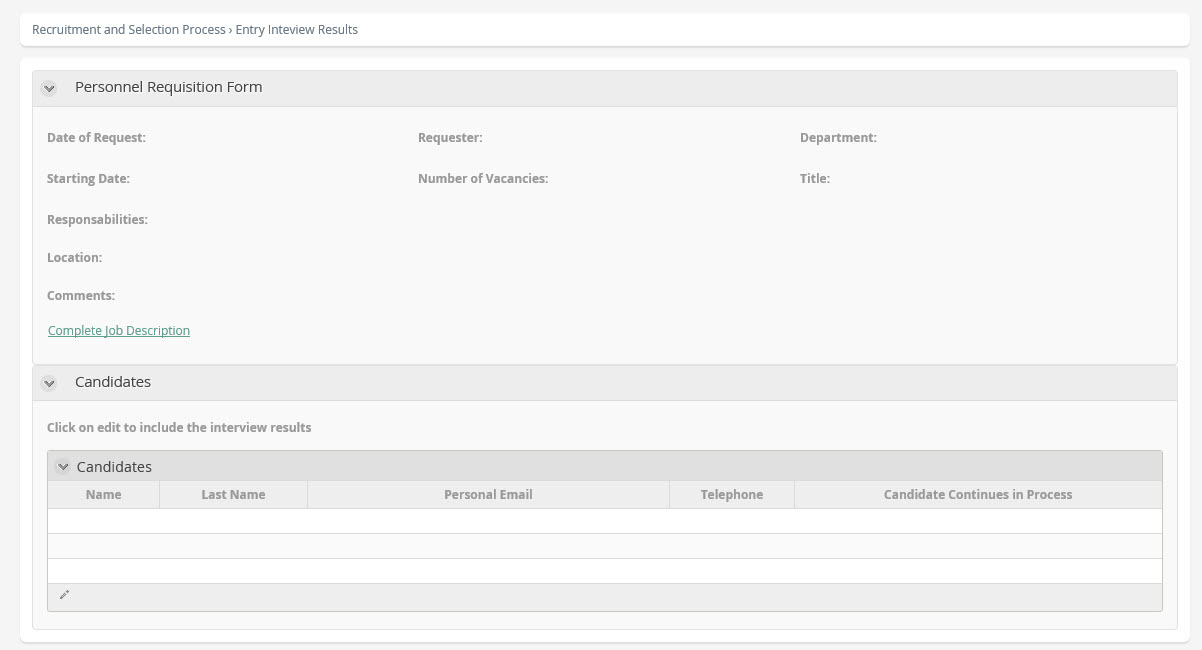 Recruitment and Selection Process › Entry Inteview Results
Personnel Requisition Form
Date of Request: Requester: Department:
Starting Date: Number of Vacancies: Title:
Responsabilities:
Location:
Comments:
Complete Job Description
Candidates
Click on edit to include the interview results
Candidates
Name Last Name Personal Email Telephone Candidate Continues in Process